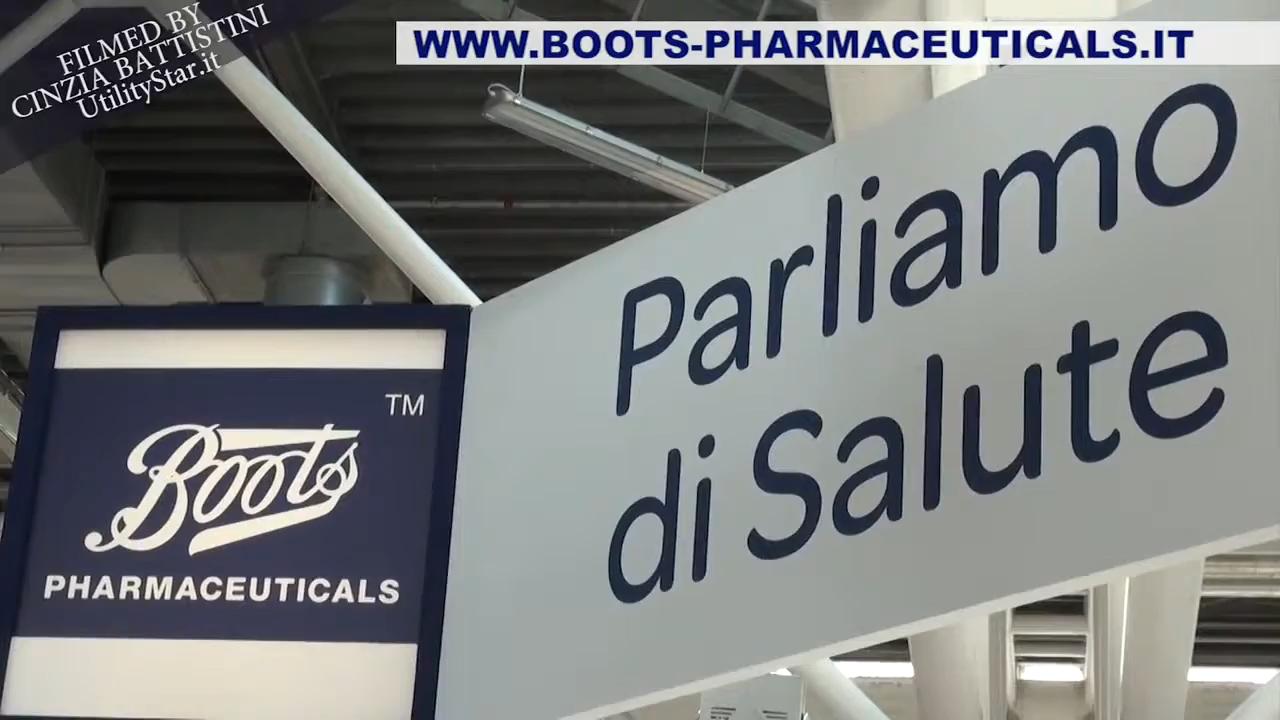 FILMED BY
CINZIA BATTISTINI
UtilityStar.it
WWW.BOOTS-PHARMACEUTICALS.IT
Parliamo
di Salute
TM
Boots
PHARMACEUTICALS